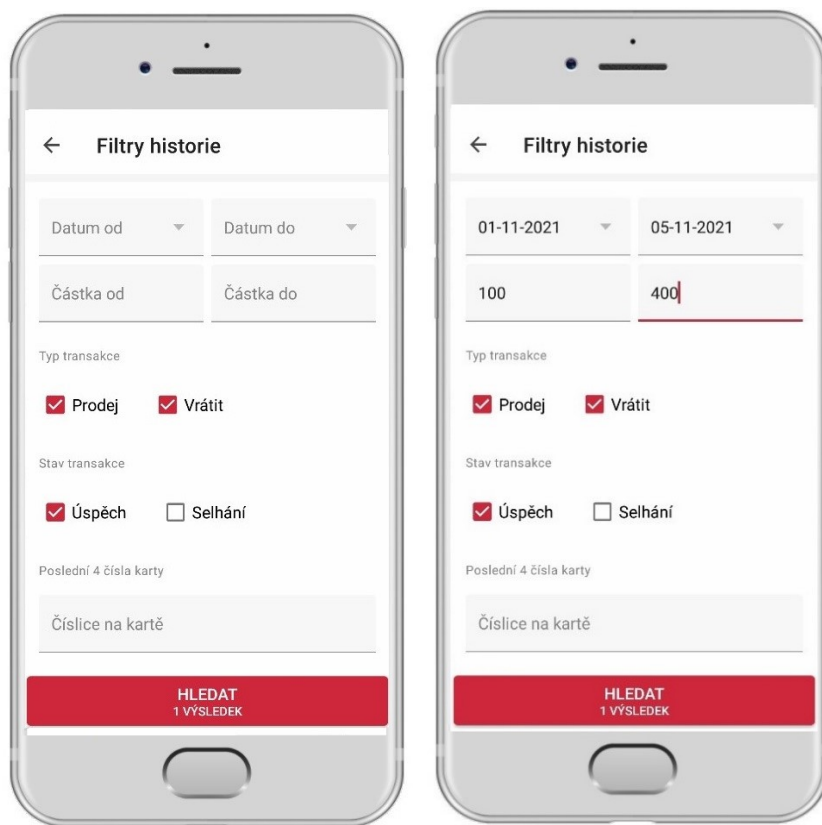 Filtry historie
Datum od Datum do
Částka od Částka do
Typ transakce
Prodej Vrátit
Stav transakce
Úspěch Selhání
Poslední 4 čísla karty
Číslice na kartě
HLEDAT
1 VÝSLEDEK
Filtry historie
01-11-2021 05-11-2021
100 400
Typ transakce
Prodej Vrátit
Stav transakce
Úspěch Selhání
Poslední 4 čísla karty
Číslice na kartě
HLEDAT
1 VÝSLEDEK